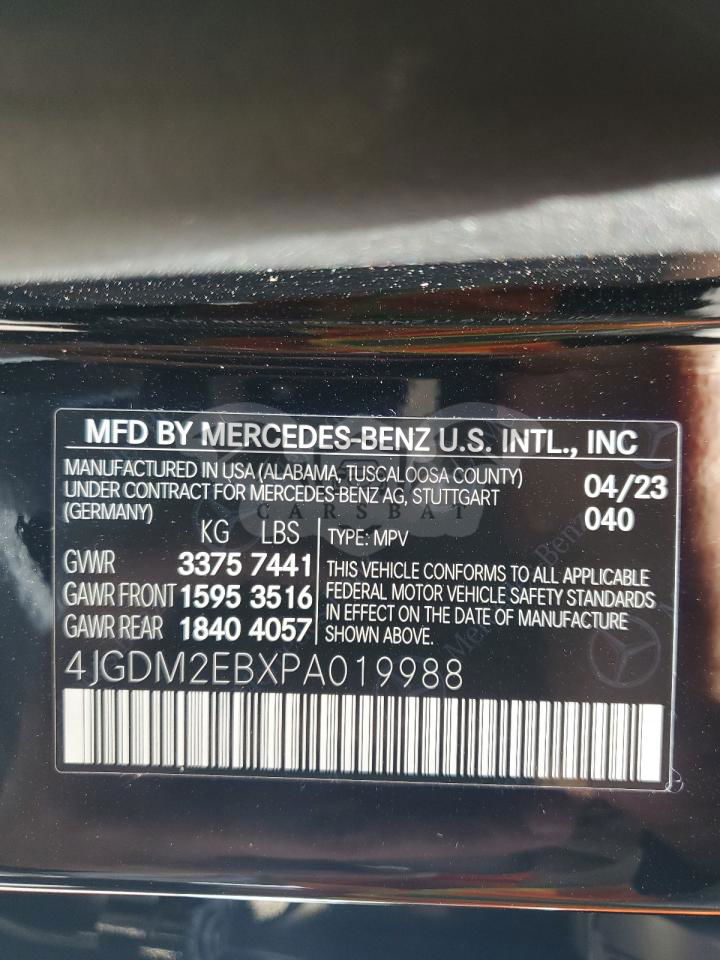 MFD BY MERCEDES-BENZ U.S. INTL., INC
MANUFACTURED IN USA (ALABAMA, TUSCALOOSA COUNTY)
UNDER CONTRACT FOR MERCEDES-BENZ AG, STUTTGART
(GERMANY)
04/23
040
KG LBS
GVWR 3375 7441
GAWR FRONT 1595 3516
GAWR REAR 1840 4057
TYPE: MPV
THIS VEHICLE CONFORMS TO ALL APPLICABLE
FEDERAL MOTOR VEHICLE SAFETY STANDARDS
IN EFFECT ON THE DATE OF MANUFACTURE
SHOWN ABOVE.
4JGDM2EBXPA019988
CARSBAT